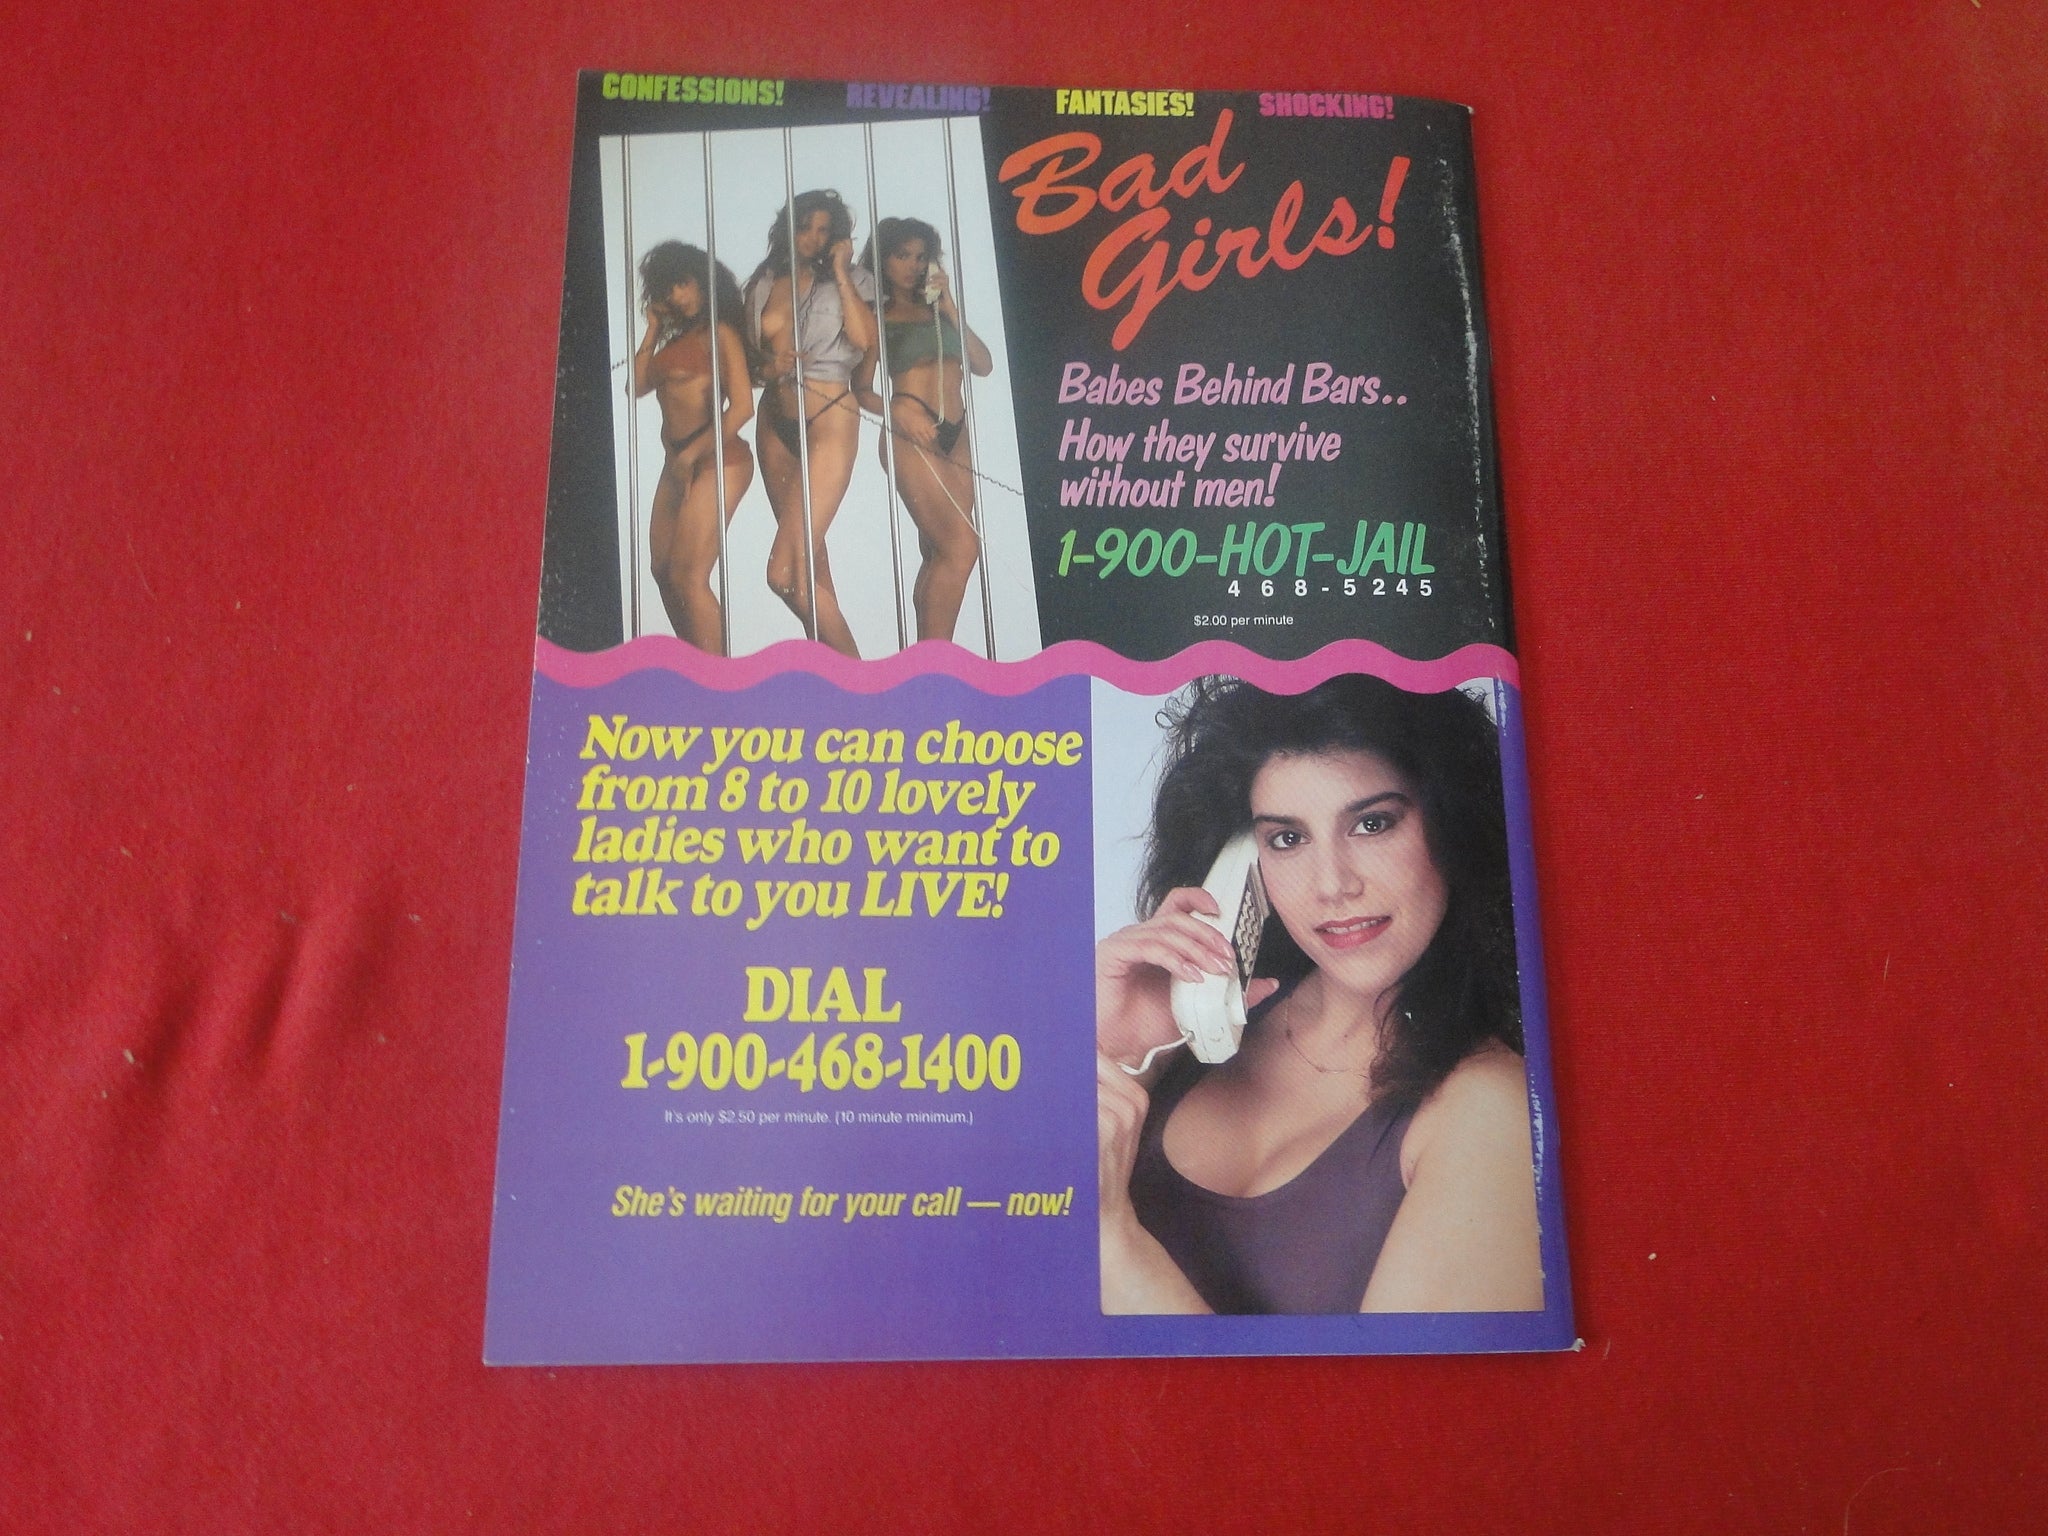 CONFESSIONS! REVEALING! FANTASIES! SHOCKING!
Bad
Girls!
Babes Behind Bars..
How they survive
without men!
1-900-HOT-JAIL
468-5245
$2.00 per minute
Now you can choose
from 8 to 10 lovely
ladies who want to
talk to you LIVE!
DIAL
1-900-468-1400
It's only $2.50 per minute. (10 minute minimum.)
She's waiting for your call — now!